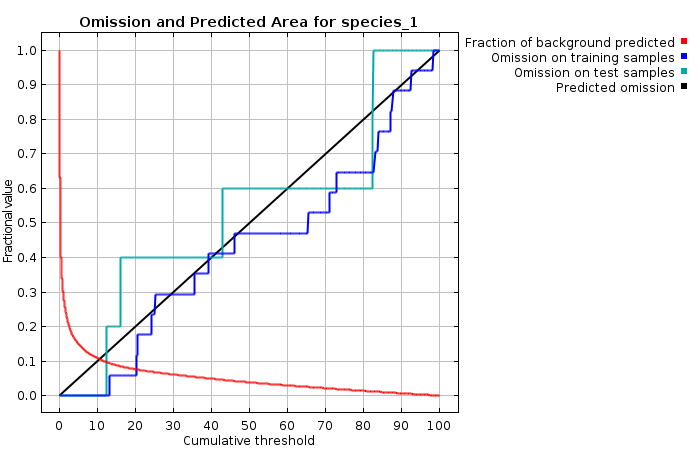 Omission and Predicted Area for species_1
Fraction of background predicted
Omission on training samples
Omission on test samples
Predicted omission
Fractional value
1.0
0.9
0.8
0.7
0.6
0.5
0.4
0.3
0.2
0.1
0.0
0 10 20 30 40 50 60 70 80 90 100
Cumulative threshold